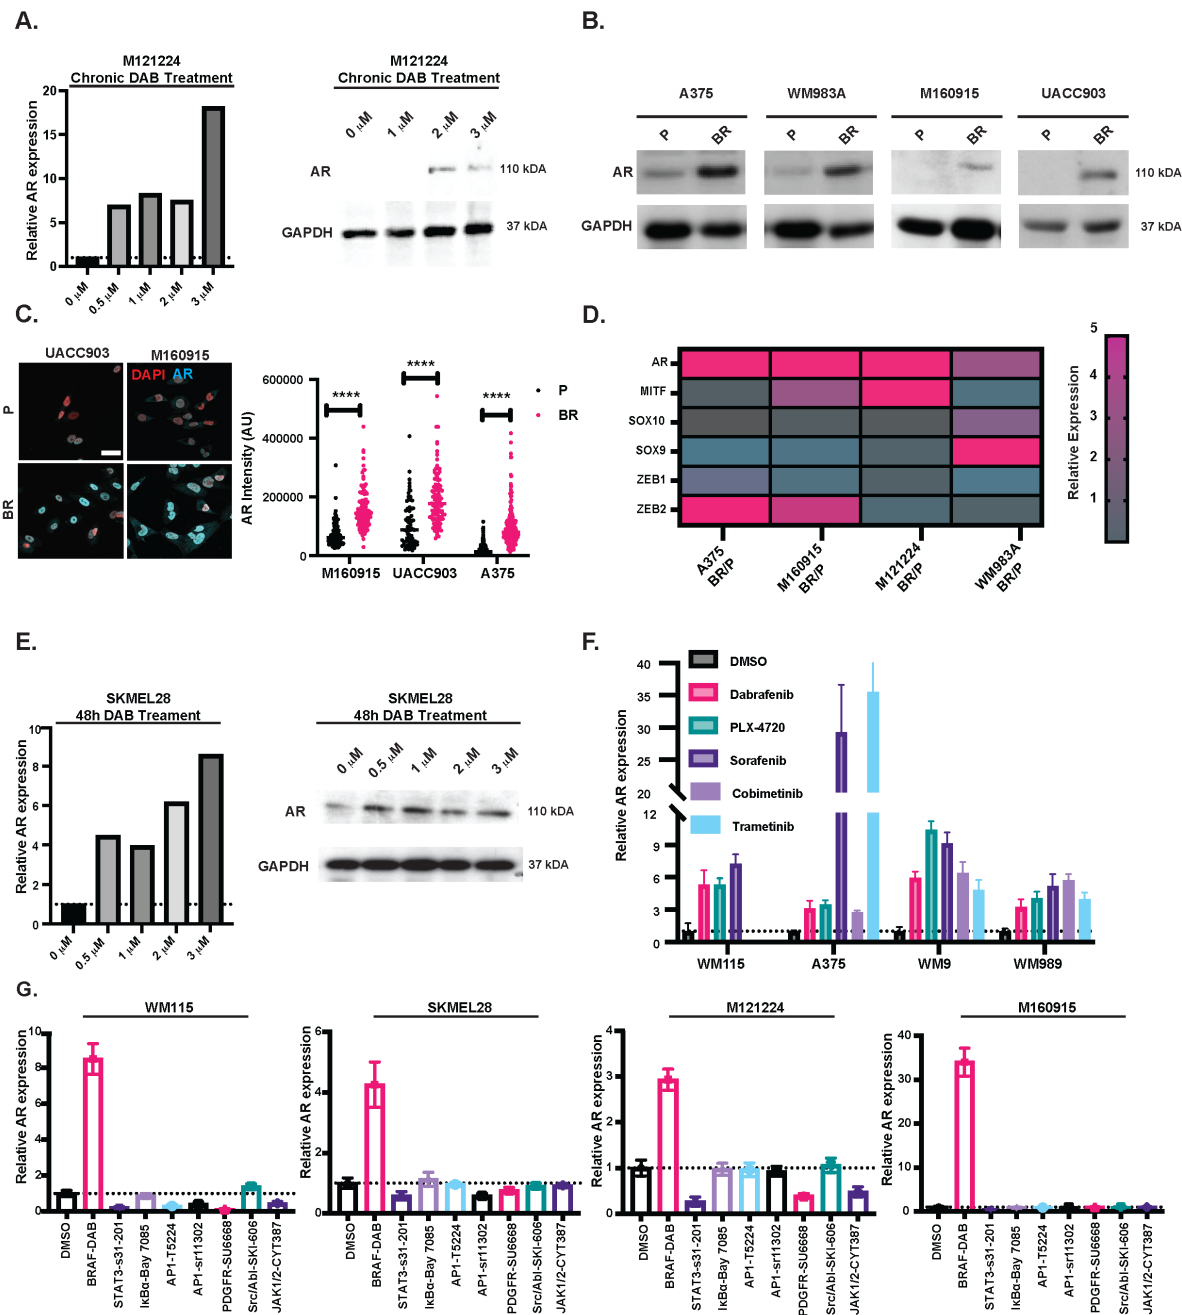 A.
M121224
Chronic DAB Treatment
Relative AR expression
20
15
10
5
0
0 μM
0.5 μM
1 μM
2 μM
3 μM
M121224
Chronic DAB Treatment
0 μM
1 μM
2 μM
3 μM
AR
110 kDA
GAPDH
37 kDA
B.
A375
WM983A
M160915
UACC903
P
BR
P
BR
P
BR
P
BR
AR
110 kDA
GAPDH
37 kDA
C.
UACC903
M160915
DAPI AR
P
BR
AR Intensity (AU)
600000
400000
200000
0
****
****
****
P
BR
M160915
UACC903
A375
D.
AR
MITF
SOX10
SOX9
ZEB1
ZEB2
A375
BR/P
M160915
BR/P
M121224
BR/P
WM983A
BR/P
Relative Expression
5
4
3
2
1
E.
SKMEL28
48h DAB Treament
Relative AR expression
10
8
6
4
2
0
0 μM
0.5 μM
1 μM
2 μM
3 μM
SKMEL28
48h DAB Treatment
0 μM
0.5 μM
1 μM
2 μM
3 μM
AR
110 kDA
GAPDH
37 kDA
F.
Relative AR expression
40
35
30
25
20
12
9
6
3
0
DMSO
Dabrafenib
PLX-4720
Sorafenib
Cobimetinib
Trametinib
WM115
A375
WM9
WM989
G.
WM115
Relative AR expression
10
8
6
4
2
0
DMSO
BRAF-DAB
STAT3-s31-201
IκBα-Bay 7085
AP1-T5224
AP1-sr11302
PDGFR-SU6668
Src/Abl-SKI-606
JAK1/2-CYT387
SKMEL28
Relative AR expression
6
4
2
0
DMSO
BRAF-DAB
STAT3-s31-201
IκBα-Bay 7085
AP1-T5224
AP1-sr11302
PDGFR-SU6668
Src/Abl-SKI-606
JAK1/2-CYT387
M121224
Relative AR expression
4
3
2
1
0
DMSO
BRAF-DAB
STAT3-s31-201
IκBα-Bay 7085
AP1-T5224
AP1-sr11302
PDGFR-SU6668
Src/Abl-SKI-606
JAK1/2-CYT387
M160915
Relative AR expression
40
30
20
10
0
DMSO
BRAF-DAB
STAT3-s31-201
IκBα-Bay 7085
AP1-T5224
AP1-sr11302
PDGFR-SU6668
Src/Abl-SKI-606
JAK1/2-CYT387